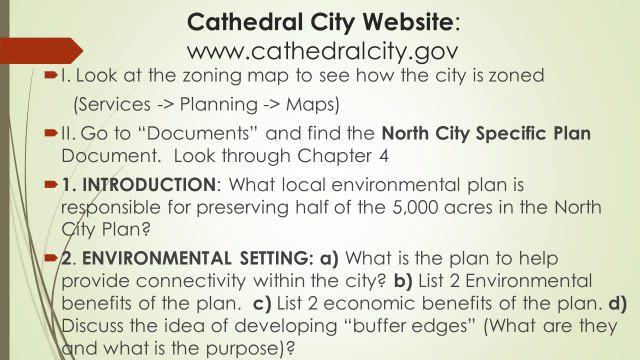 Cathedral City Website:
www.cathedralcity.gov
I. Look at the zoning map to see how the city is zoned
(Services -> Planning -> Maps)
II. Go to “Documents” and find the North City Specific Plan
Document. Look through Chapter 4
1. INTRODUCTION: What local environmental plan is
responsible for preserving half of the 5,000 acres in the North
City Plan?
2. ENVIRONMENTAL SETTING: a) What is the plan to help
provide connectivity within the city? b) List 2 Environmental
benefits of the plan. c) List 2 economic benefits of the plan. d)
Discuss the idea of developing “buffer edges” (What are they
and what is the purpose)?